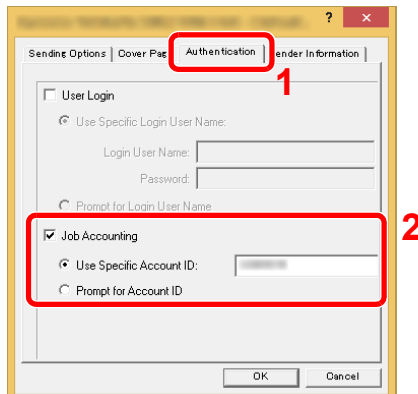 ? ×
Sending Options Cover Pag Authentication ender Information
1
User Login
Use Specific Login User Name:
Login User Name:
Password:
Prompt for Login User Name
2
Job Accounting
Use Specific Account ID:
Prompt for Account ID
OK Cancel